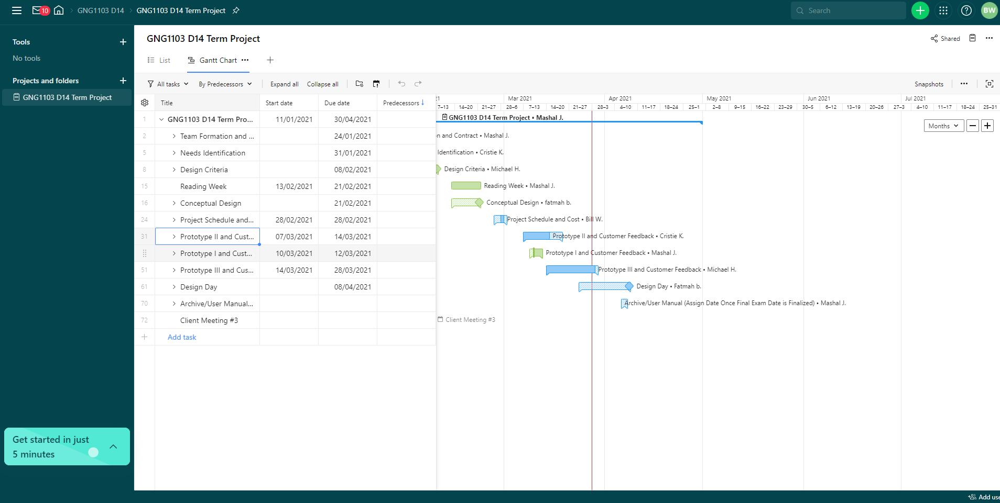 10
GNG1103 D14
GNG1103 D14 Term Project
Search
BW
Tools
No tools
Projects and folders
GNG1103 D14 Term Project
Get started in just
5 minutes
GNG1103 D14 Term Project
Shared
List
Gantt Chart
All tasks
By Predecessors
Expand all
Collapse all
Snapshots
Title Start date Due date Predecessors
1 GNG1103 D14 Term Pro... 11/01/2021 30/04/2021
2 Team Formation and ... 24/01/2021
5 Needs Identification 31/01/2021
8 Design Criteria 08/02/2021
15 Reading Week 13/02/2021 21/02/2021
16 Conceptual Design 21/02/2021
24 Project Schedule and... 28/02/2021 28/02/2021
31 Prototype II and Cust... 07/03/2021 14/03/2021
Prototype I and Cust... 10/03/2021 12/03/2021
51 Prototype III and Cus... 14/03/2021 28/03/2021
61 Design Day 08/04/2021
70 Archive/User Manual...
72 Client Meeting #3
Add task
21 Mar 2021 Apr 2021 May 2021 Jun 2021 Jul 2021
7–13 14–20 21–27 28–6 7–13 14–20 21–27 28–3 4–10 11–17 18–24 25–1 2–8 9–15 16–22 23–29 30–5 6–12 13–19 20–26 27–3 4–10 11–17 18–24 25–31
Months
GNG1103 D14 Term Project • Mashal J.
n and Contract • Mashal J.
Identification • Cristie K.
Design Criteria • Michael H.
Reading Week • Mashal J.
Conceptual Design • fatmah b.
Project Schedule and Cost • Bill W.
Prototype II and Customer Feedback • Cristie K.
Prototype I and Customer Feedback • Mashal J.
Prototype III and Customer Feedback • Michael H.
Design Day • Fatmah b.
Archive/User Manual (Assign Date Once Final Exam Date is Finalized) • Mashal J.
Client Meeting #3
Add use